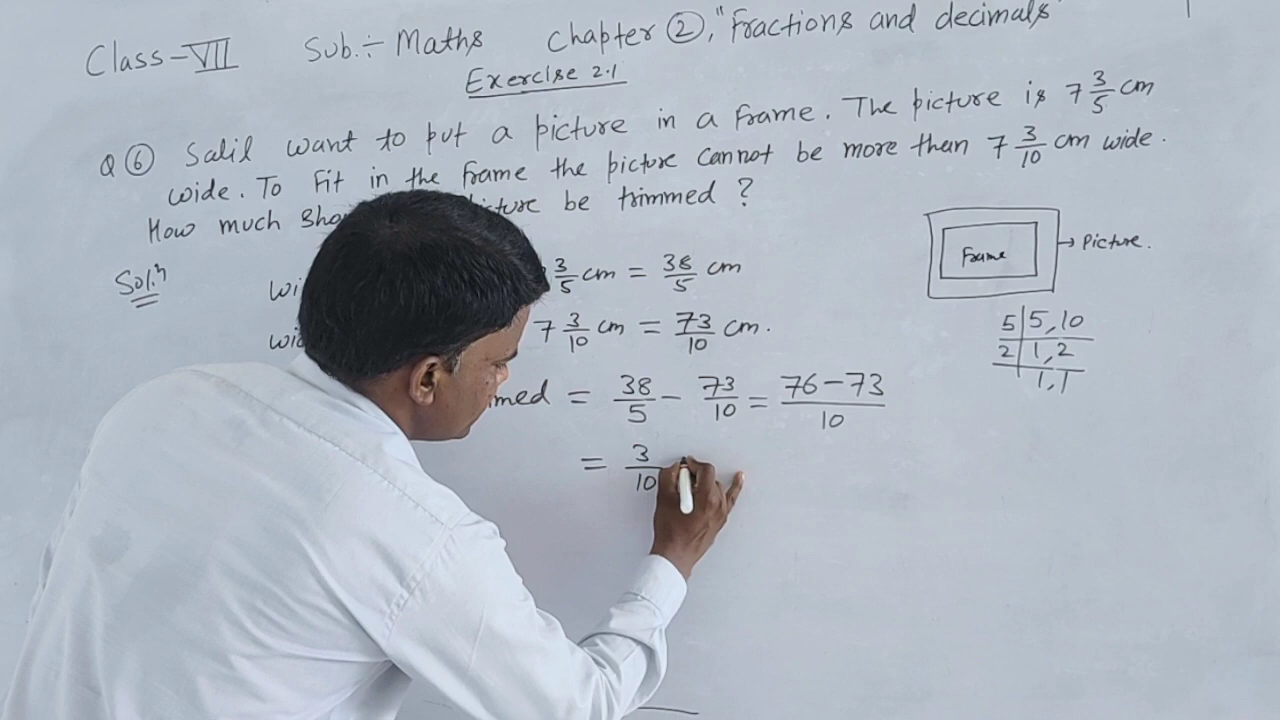 Class-VII Sub.÷ Maths Chapter ②, "Fractions and decimals"
Exercise 2.1
Q ⑥ Salil want to put a picture in a frame. The picture is 7 3/5 cm
wide. To fit in the frame the picture cannot be more than 7 3/10 cm wide.
How much be trimmed ?
Frame → Picture.
Sol.ⁿ 3/5 cm = 38/5 cm
7 3/10 cm = 73/10 cm.
= 38/5 - 73/10 = 76-73/10
= 3/10
5 | 5, 10
2 | 1, 2
1, 1